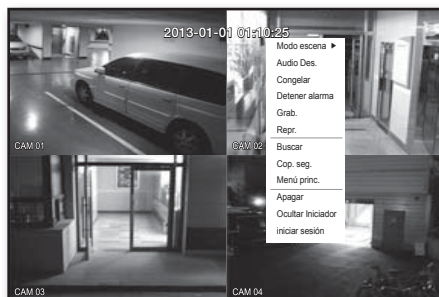 2013-01-01 01:10:25
Modo escena
Audio Des.
Congelar
Detener alarma
Grab.
Repr.
Buscar
Cop. seg.
Menú princ.
Apagar
Ocultar Iniciador
iniciar sesión
CAM 01
CAM 02
CAM 03
CAM 04